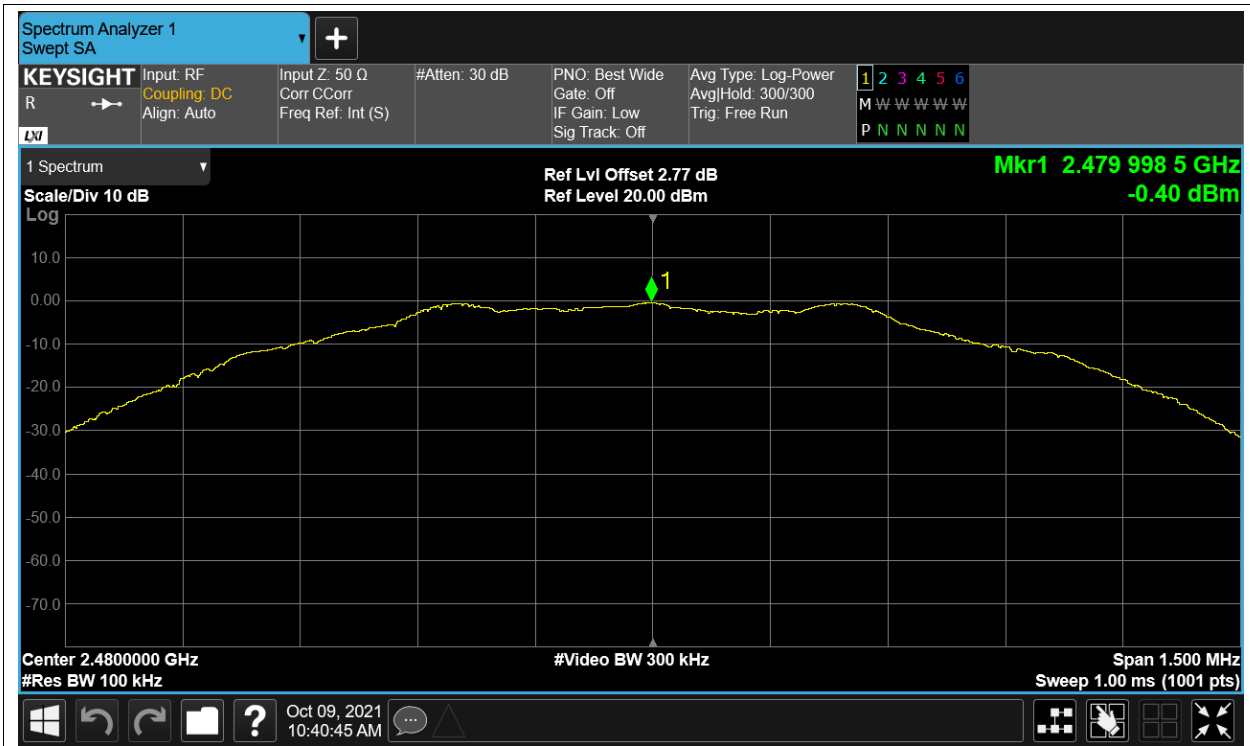 Spectrum Analyzer 1
Swept SA
KEYSIGHT
R
LXI
Input: RF
Coupling: DC
Align: Auto
Input Z: 50 Ω
Corr CCorr
Freq Ref: Int (S)
#Atten: 30 dB
PNO: Best Wide
Gate: Off
IF Gain: Low
Sig Track: Off
Avg Type: Log-Power
Avg|Hold: 300/300
Trig: Free Run
1 2 3 4 5 6
M W W W W W
P N N N N N
1 Spectrum
Scale/Div 10 dB
Log
Ref Lvl Offset 2.77 dB
Ref Level 20.00 dBm
Mkr1 2.479 998 5 GHz
-0.40 dBm
1
10.0
0.00
-10.0
-20.0
-30.0
-40.0
-50.0
-60.0
-70.0
Center 2.4800000 GHz
#Res BW 100 kHz
#Video BW 300 kHz
Span 1.500 MHz
Sweep 1.00 ms (1001 pts)
?
Oct 09, 2021
10:40:45 AM